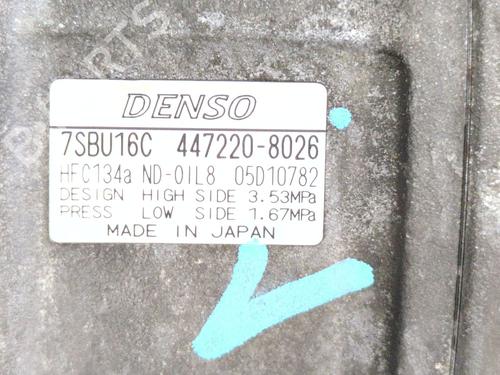 DENSO
7SBU16C 447220-8026
HFC134a ND-OIL8 05D10782
DESIGN HIGH SIDE 3.53MPa
PRESS LOW SIDE 1.67MPa
MADE IN JAPAN